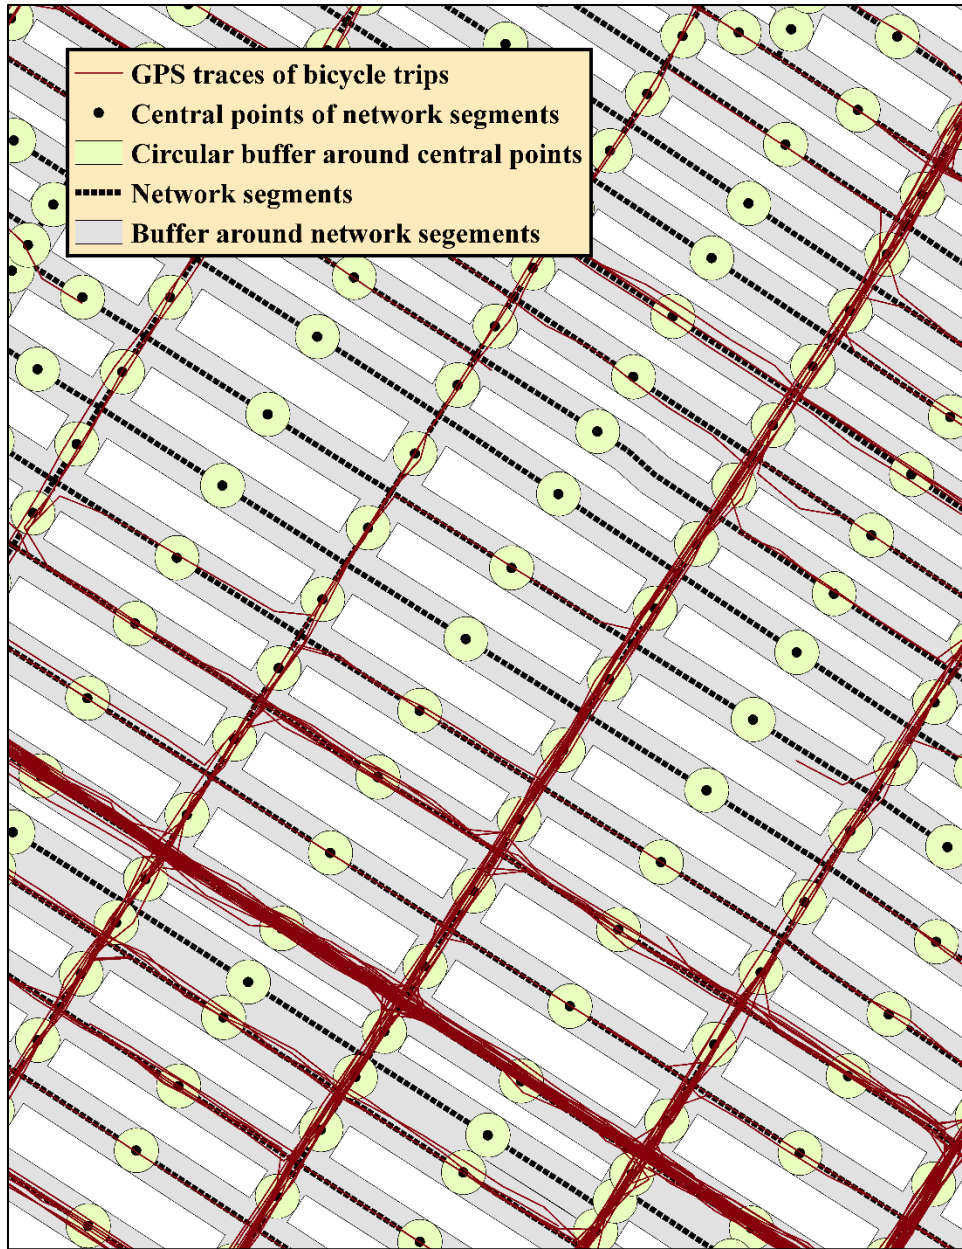 GPS traces of bicycle trips
Central points of network segments
Circular buffer around central points
Network segments
Buffer around network segements